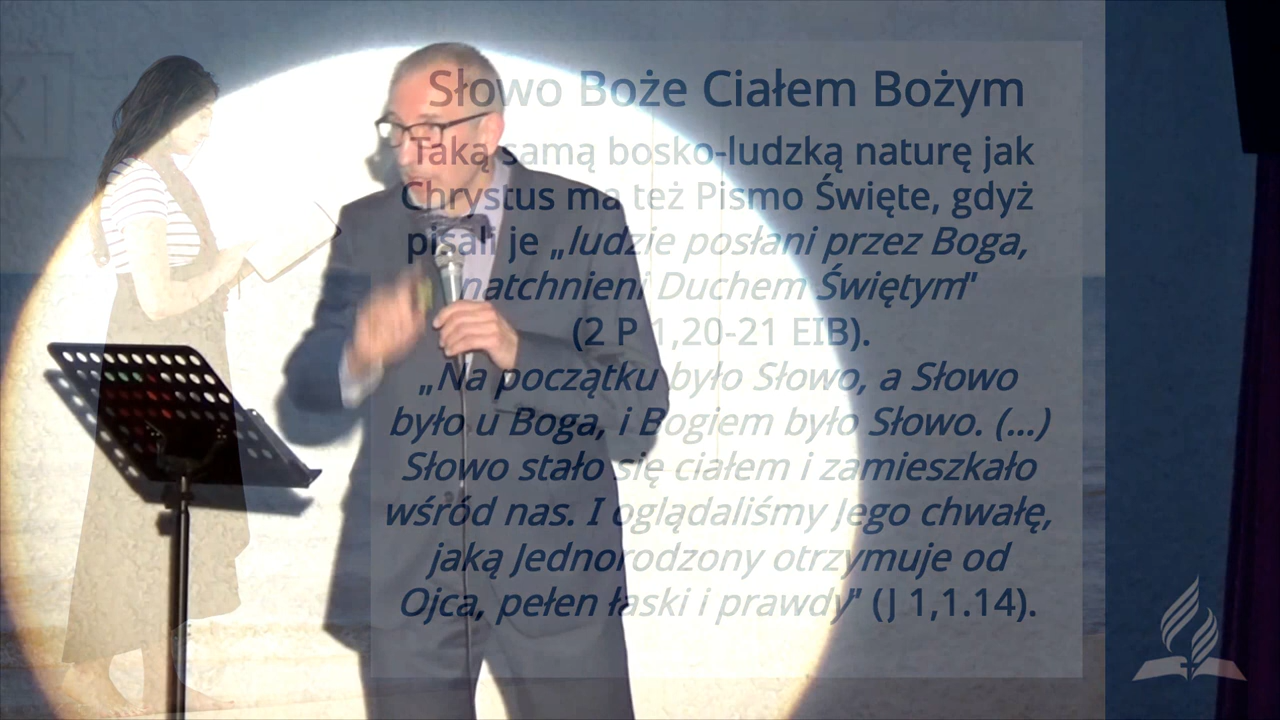 KI
Słowo Boże Ciałem Bożym
Taką samą bosko-ludzką naturę jak
Chrystus ma też Pismo Święte, gdyż
pisali je „ludzie posłani przez Boga,
natchnieni Duchem Świętym"
(2 P 1,20-21 EIB).
„Na początku było Słowo, a Słowo
było u Boga, i Bogiem było Słowo. (...)
Słowo stało się ciałem i zamieszkało
wśród nas. I oglądaliśmy Jego chwałę,
jaką Jednorodzony otrzymuje od
Ojca, pełen łaski i prawdy" (J 1,1.14).